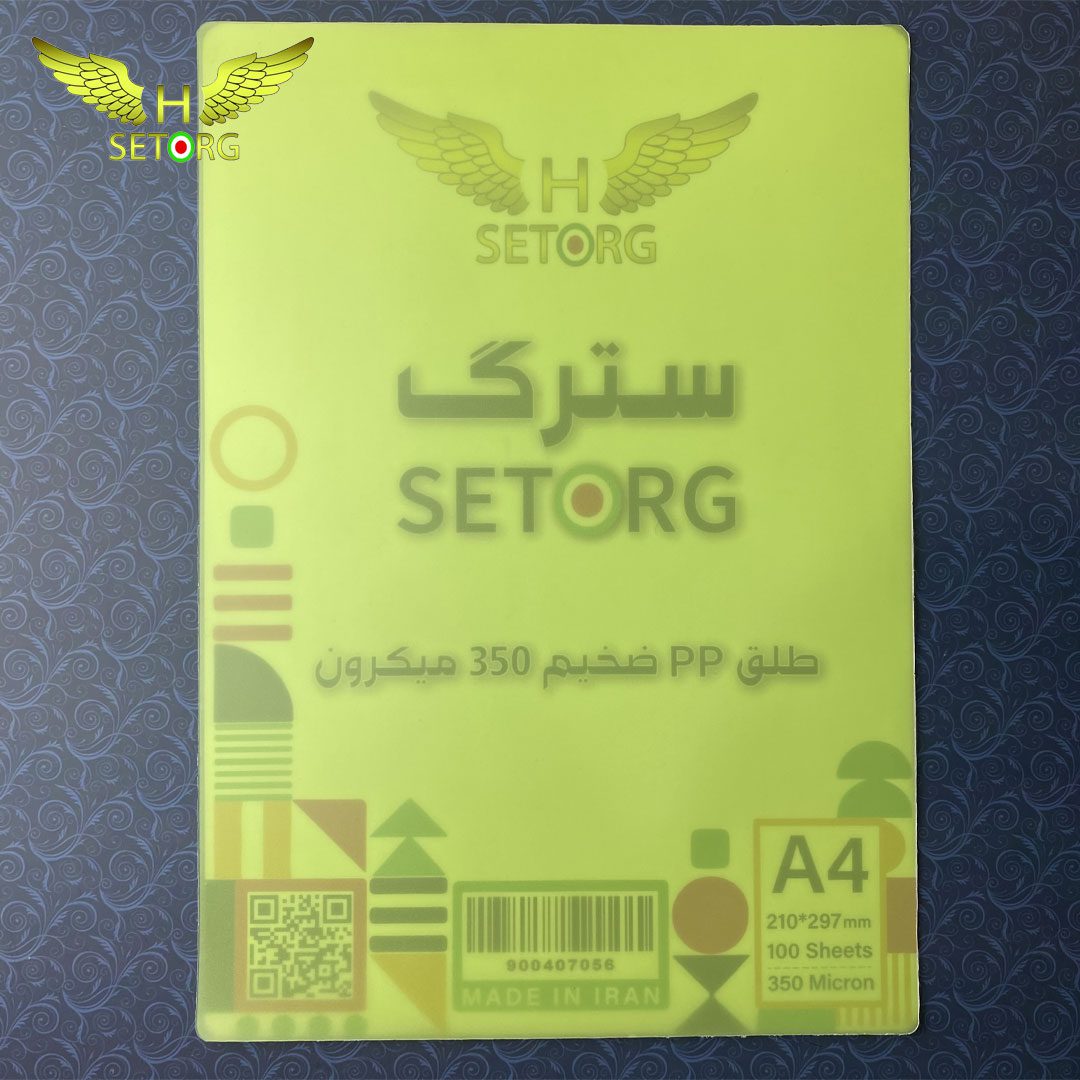 H
SETORG
H
SETORG
سترگ
SETORG
طلق PP ضخیم 350 میکرون
A4
210*297mm
100 Sheets
350 Micron
900407056
MADE IN IRAN